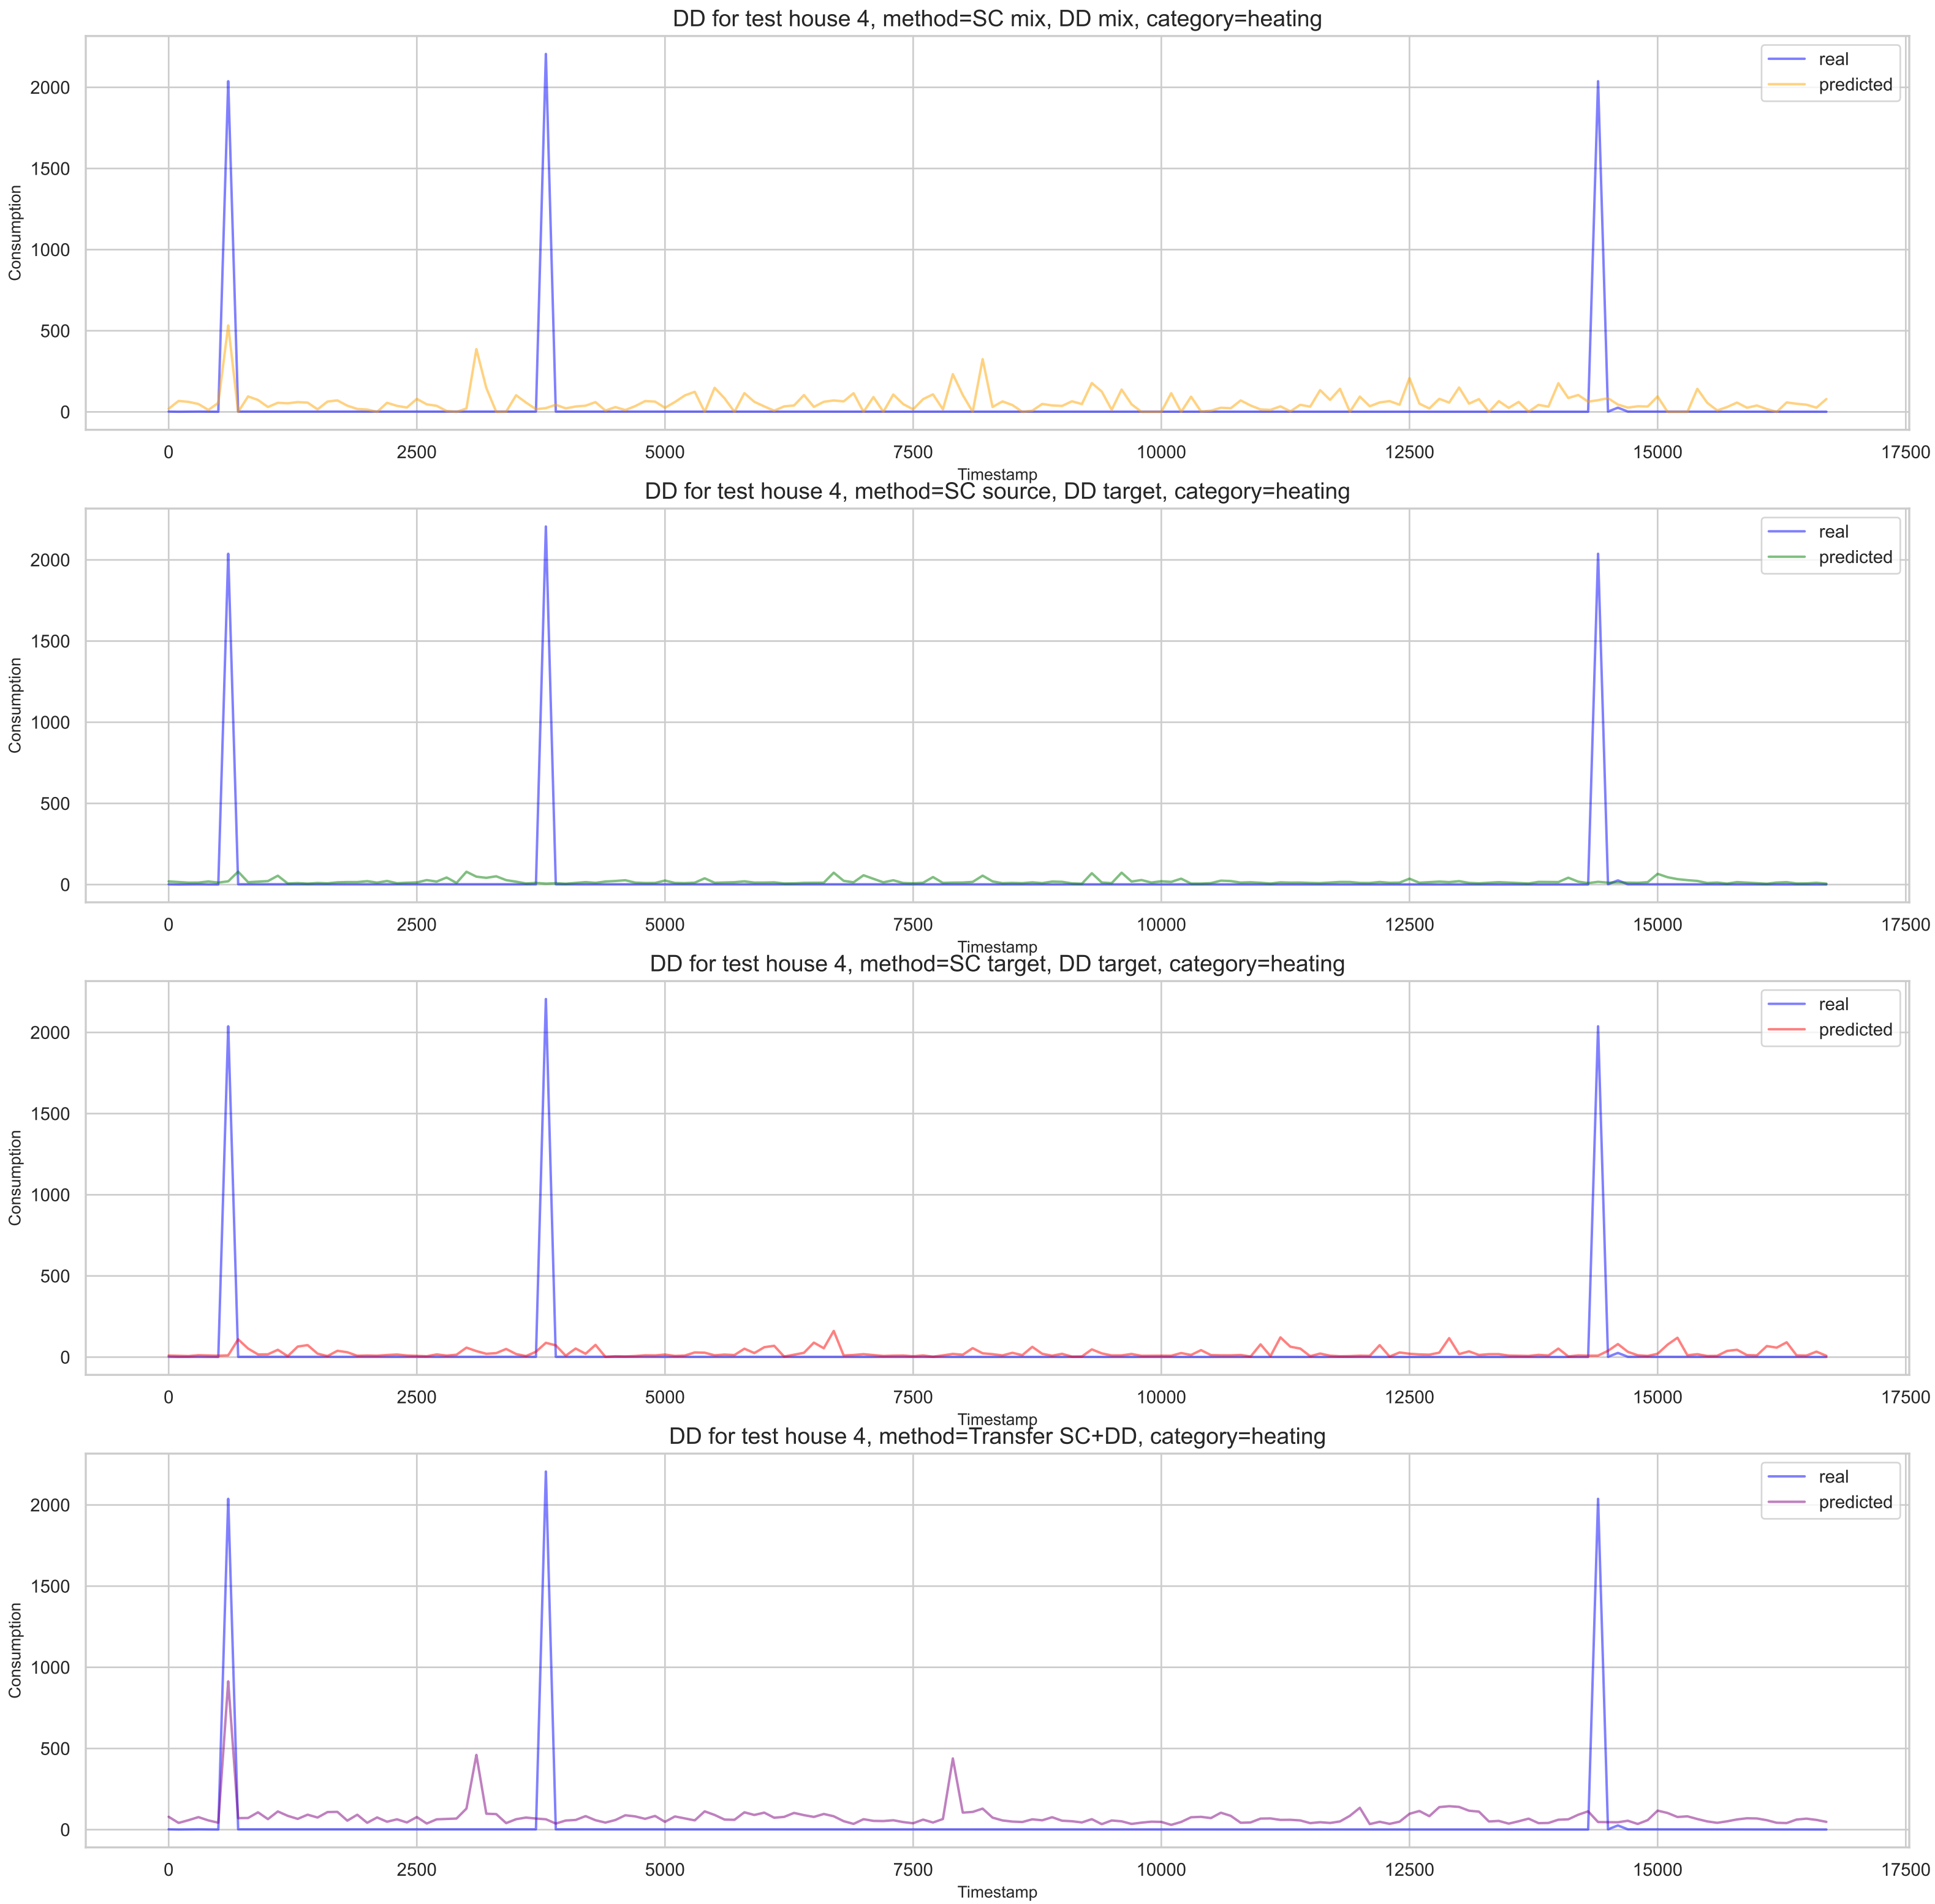 DD for test house 4, method=SC mix, DD mix, category=heating
real
predicted
2000
1500
1000
500
0
Consumption
0 2500 5000 7500 10000 12500 15000 17500
Timestamp
DD for test house 4, method=SC source, DD target, category=heating
real
predicted
2000
1500
1000
500
0
Consumption
0 2500 5000 7500 10000 12500 15000 17500
Timestamp
DD for test house 4, method=SC target, DD target, category=heating
real
predicted
2000
1500
1000
500
0
Consumption
0 2500 5000 7500 10000 12500 15000 17500
Timestamp
DD for test house 4, method=Transfer SC+DD, category=heating
real
predicted
2000
1500
1000
500
0
Consumption
0 2500 5000 7500 10000 12500 15000 17500
Timestamp